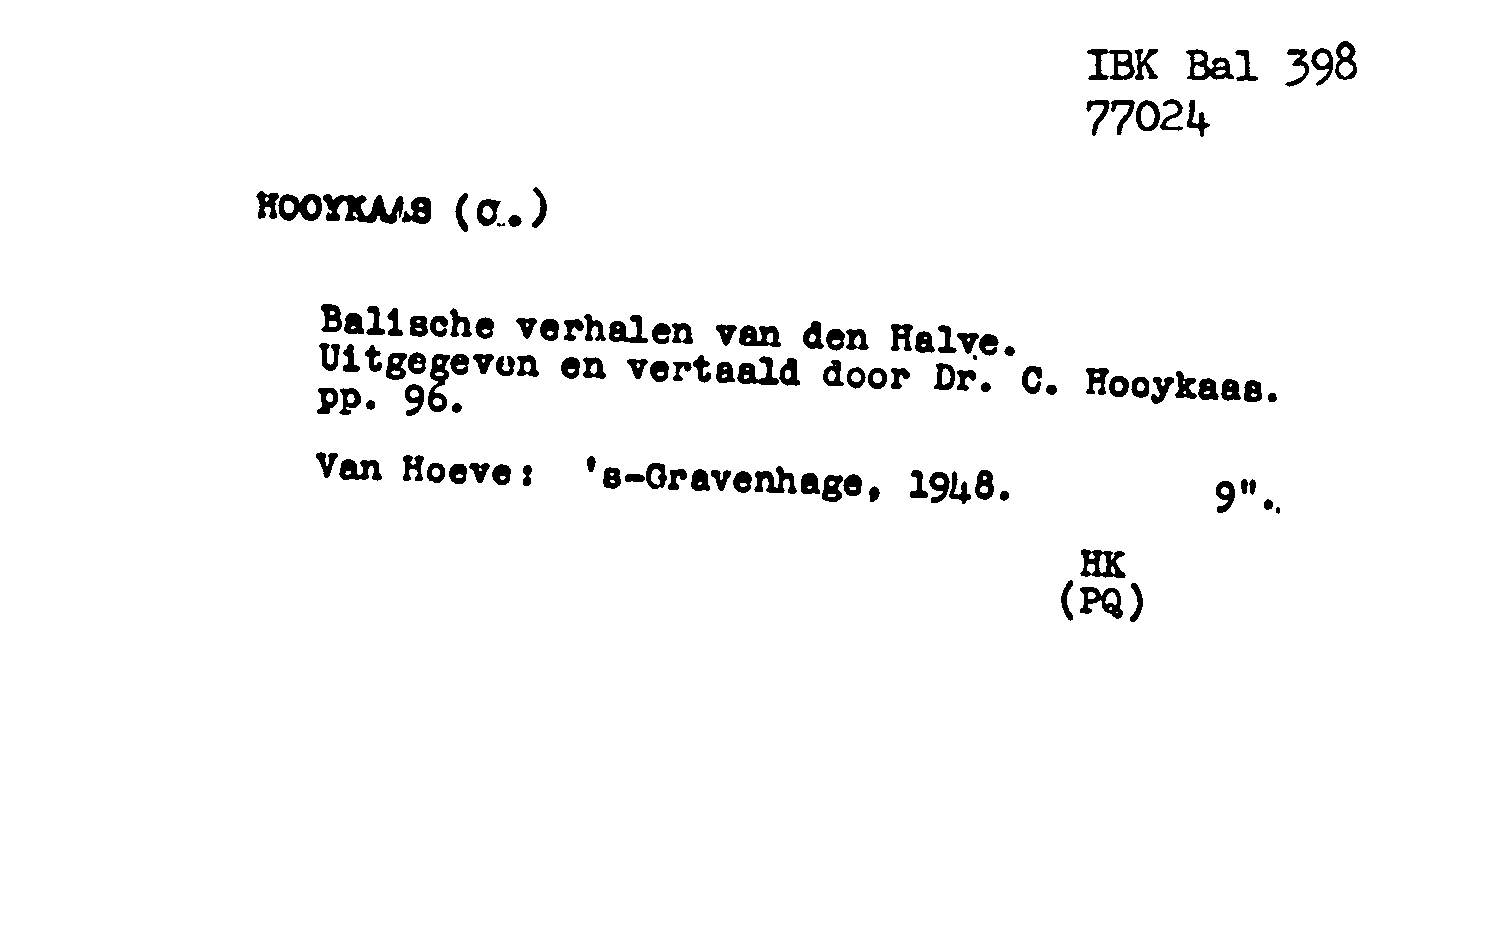 IBK Bal 398
77024
HOOYKAAS (C.)
Balische verhalen van den Halve.
Uitgegeven en vertaald door Dr. C. Hooykaas.
pp. 96.
Van Hoeve: 's-Gravenhage, 1948. 9".
HK
(PQ)